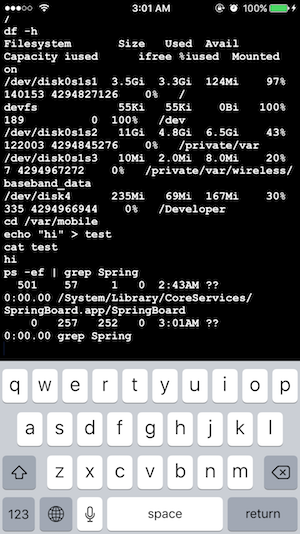 3:01 AM 100%
/
df -h
Filesystem Size Used Avail
Capacity iused ifree %iused Mounted
on
/dev/disk0s1s1 3.5Gi 3.3Gi 124Mi 97%
140153 4294827126 0% /
devfs 55Ki 55Ki 0Bi 100%
189 0 100% /dev
/dev/disk0s1s2 11Gi 4.8Gi 6.5Gi 43%
122003 4294845276 0% /private/var
/dev/disk0s1s3 10Mi 2.0Mi 8.0Mi 20%
7 4294967272 0% /private/var/wireless/
baseband_data
/dev/disk4 235Mi 69Mi 167Mi 30%
335 4294966944 0% /Developer
cd /var/mobile
echo "hi" > test
cat test
hi
ps -ef | grep Spring
501 57 1 0 2:43AM ??
0:00.00 /System/Library/CoreServices/
SpringBoard.app/SpringBoard
0 257 252 0 3:01AM ??
0:00.00 grep Spring
q w e r t y u i o p
a s d f g h j k l
z x c v b n m
123 space return